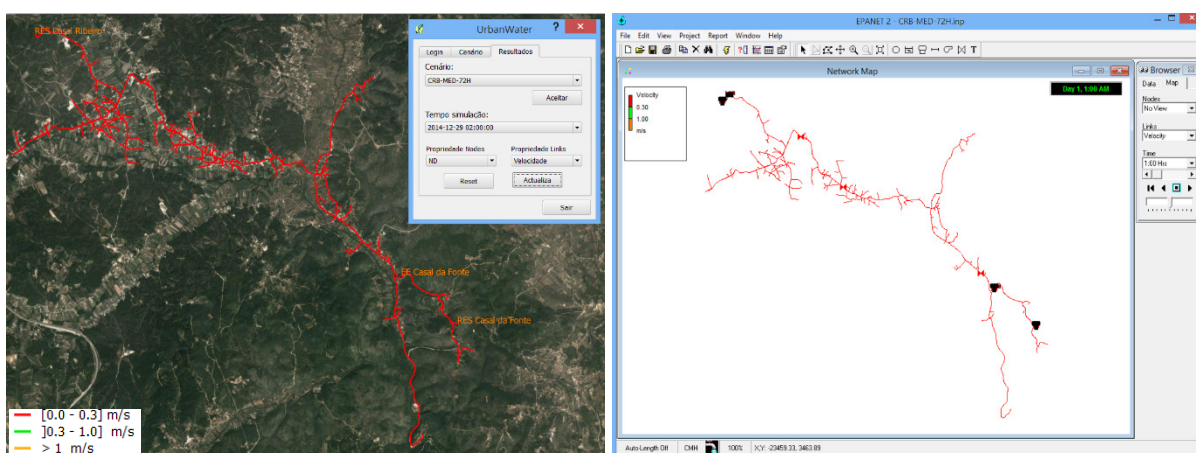 RES Casal Ribeiro
UrbanWater ? ×
Login Cenário Resultados
Cenário:
CRB-MED-72H
Aceitar
Tempo simulação:
2014-12-29 02:00:00
Propriedade Nodes Propriedade Links
ND Velocidade
Reset Actualiza
Sair
EE Casal da Fonte
RES Casal da Fonte
[0.0 - 0.3] m/s
]0.3 - 1.0] m/s
> 1 m/s
EPANET 2 - CRB-MED-72H.inp
File Edit View Project Report Window Help
Network Map
Velocity
0.30
1.00
m/s
Day 1, 1:00 AM
Browser
Data Map
Nodes
No View
Links
Velocity
Time
1:00 Hrs
Auto-Length Off CMH 100% X,Y: -23459.33, 3463.89